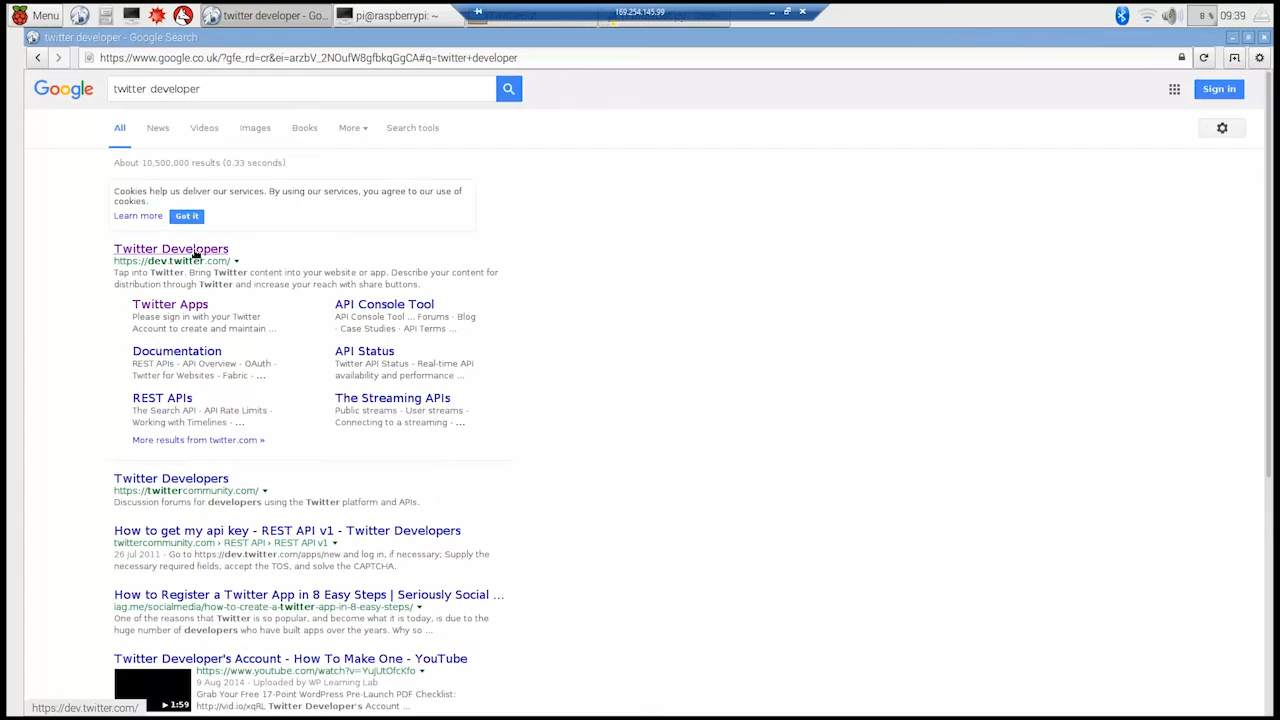 Menu
twitter developer - Go...
pi@raspberrypi: ~
169.254.145.99
8 %
09:39
twitter developer - Google Search
https://www.google.co.uk/?gfe_rd=cr&ei=arzbV_2NOufW8gfbkqGgCA#q=twitter+developer
Google
twitter developer
Sign in
All News Videos Images Books More Search tools
About 10,500,000 results (0.33 seconds)
Cookies help us deliver our services. By using our services, you agree to our use of
cookies.
Learn more Got it
Twitter Developers
https://dev.twitter.com/
Tap into Twitter. Bring Twitter content into your website or app. Describe your content for
distribution through Twitter and increase your reach with share buttons.
Twitter Apps
Please sign in with your Twitter
Account to create and maintain ...
API Console Tool
API Console Tool ... Forums · Blog
· Case Studies · API Terms ...
Documentation
REST APIs - API Overview - OAuth -
Twitter for Websites - Fabric - ...
API Status
Twitter API Status - Real-time API
availability and performance ...
REST APIs
The Search API - API Rate Limits -
Working with Timelines - ...
The Streaming APIs
Public streams - User streams -
Connecting to a streaming - ...
More results from twitter.com »
Twitter Developers
https://twittercommunity.com/
Discussion forums for developers using the Twitter platform and APIs.
How to get my api key - REST API v1 - Twitter Developers
twittercommunity.com › REST API › REST API v1
26 Jul 2011 - Go to https://dev.twitter.com/apps/new and log in, if necessary; Supply the
necessary required fields, accept the TOS, and solve the CAPTCHA.
How to Register a Twitter App in 8 Easy Steps | Seriously Social ...
iag.me/socialmedia/how-to-create-a-twitter-app-in-8-easy-steps/
One of the reasons that Twitter is so popular, and become what it is today, is due to the
huge number of developers who have built apps over the years. Why so ...
Twitter Developer's Account - How To Make One - YouTube
https://www.youtube.com/watch?v=YuJUtOfcKfo
9 Aug 2014 - Uploaded by WP Learning Lab
Grab Your Free 17-Point WordPress Pre-Launch PDF Checklist:
http://vid.io/xqRL Twitter Developer's Account ...
1:59
https://dev.twitter.com/